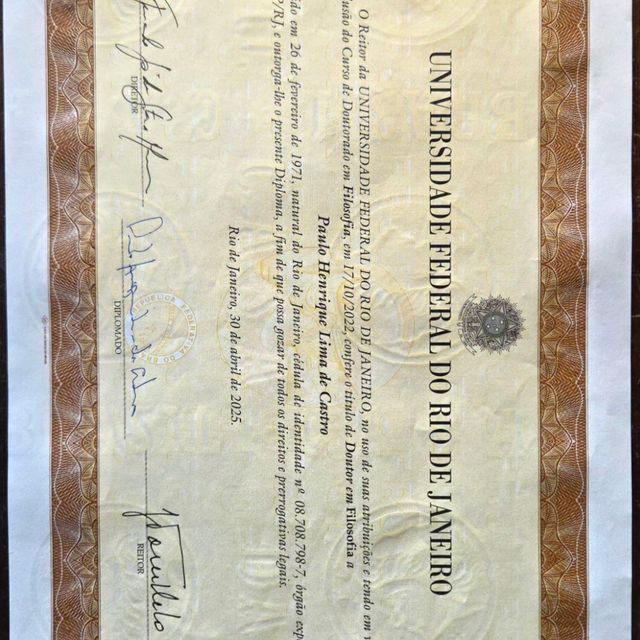 UNIVERSIDADE FEDERAL DO RIO DE JANEIRO
O Reitor da UNIVERSIDADE FEDERAL DO RIO DE JANEIRO, no uso de suas atribuições e tendo em v
lusão do Curso de Doutorado em Filosofia, em 17/10/2022, confere o título de Doutor em Filosofia a
Paulo Henrique Lima de Castro
ido em 26 de fevereiro de 1971, natural do Rio de Janeiro, cédula de identidade nº 08.708.798-7, órgão exp
P/RJ, e outorga-lhe o presente Diploma, a fim de que possa gozar de todos os direitos e prerrogativas legais.
Rio de Janeiro, 30 de abril de 2025.
DIRETOR
DIPLOMADO
REITOR